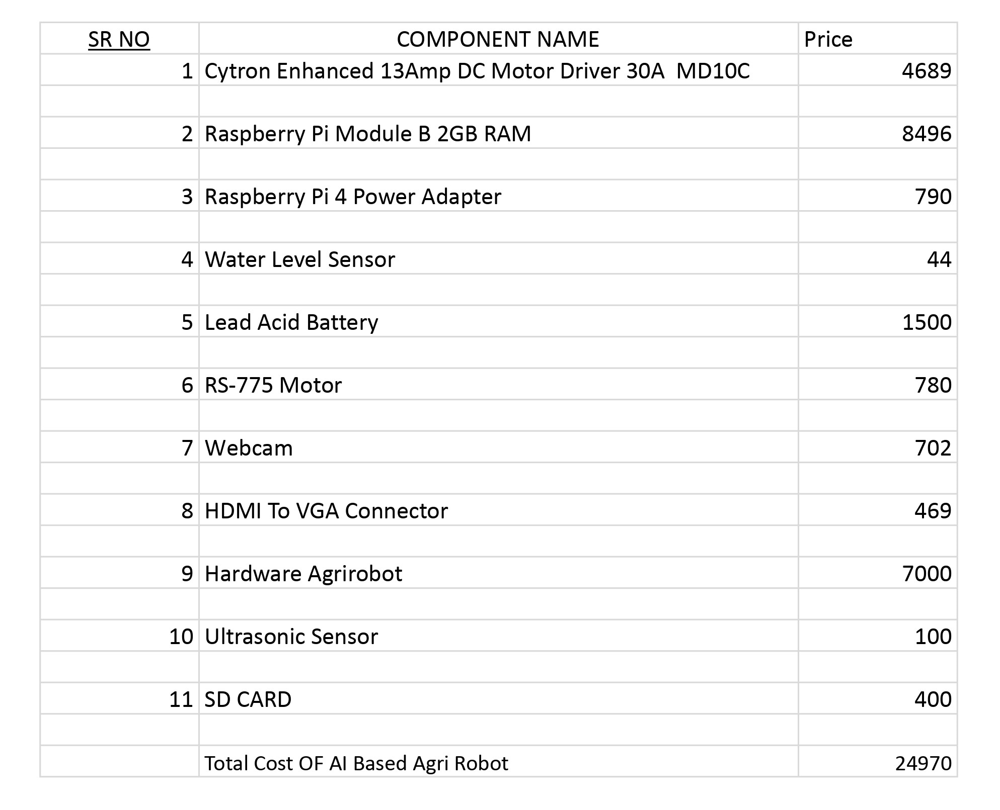 SR NO COMPONENT NAME Price
1 Cytron Enhanced 13Amp DC Motor Driver 30A  MD10C 4689
2 Raspberry Pi Module B 2GB RAM 8496
3 Raspberry Pi 4 Power Adapter 790
4 Water Level Sensor 44
5 Lead Acid Battery 1500
6 RS-775 Motor 780
7 Webcam 702
8 HDMI To VGA Connector 469
9 Hardware Agrirobot 7000
10 Ultrasonic Sensor 100
11 SD CARD 400
Total Cost OF AI Based Agri Robot 24970